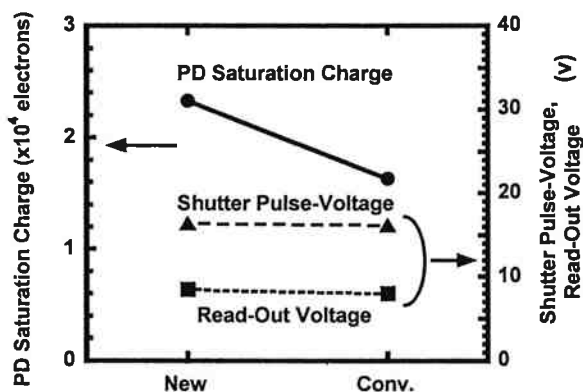 PD Saturation Charge (x10⁴ electrons)
3
2
1
0
PD Saturation Charge
Shutter Pulse-Voltage
Read-Out Voltage
New
Conv.
40
30
20
10
0
Shutter Pulse-Voltage,
Read-Out Voltage
(v)